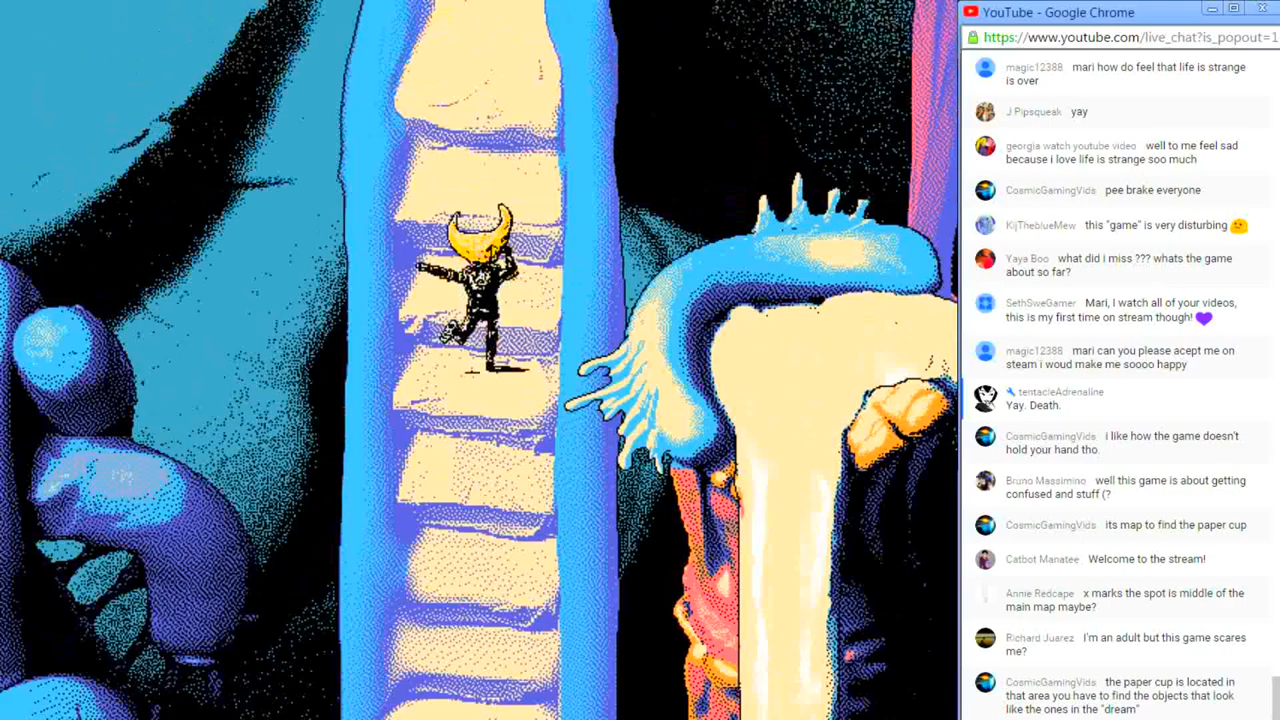 YouTube - Google Chrome
https://www.youtube.com/live_chat?is_popout=1
magic12388 mari how do feel that life is strange
is over
J Pipsqueak yay
georgia watch youtube video well to me feel sad
because i love life is strange soo much
CosmicGamingVids pee brake everyone
KijTheblueMew this "game" is very disturbing
Yaya Boo what did i miss ??? whats the game
about so far?
SethSweGamer Mari, I watch all of your videos,
this is my first time on stream though!
magic12388 mari can you please acept me on
steam i woud make me soooo happy
tentacleAdrenaline
Yay. Death.
CosmicGamingVids i like how the game doesn't
hold your hand tho.
Bruno Massimino well this game is about getting
confused and stuff (?
CosmicGamingVids its map to find the paper cup
Catbot Manatee Welcome to the stream!
Annie Redcape x marks the spot is middle of the
main map maybe?
Richard Juarez I'm an adult but this game scares
me?
CosmicGamingVids the paper cup is located in
that area you have to find the objects that look
like the ones in the "dream"